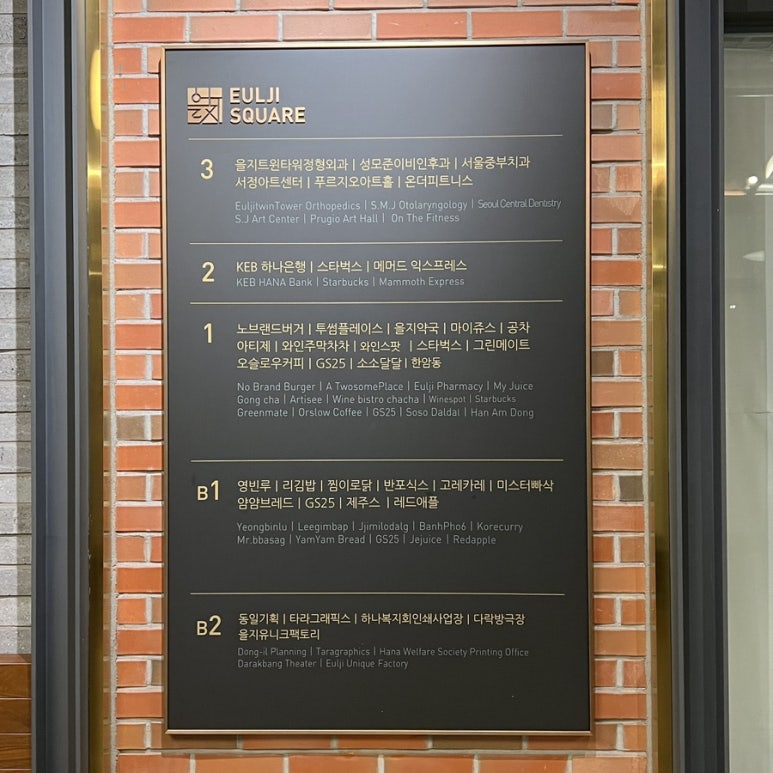 EULJI
SQUARE
3
을지트윈타워정형외과 | 성모준이비인후과 | 서울중부치과
서정아트센터 | 푸르지오아트홀 | 온더피트니스
EuljitwinTower Orthopedics | S.M.J Otolaryngology | Seoul Central Dentistry
S.J Art Center | Prugio Art Hall | On The Fitness
2
KEB 하나은행 | 스타벅스 | 메머드 익스프레스
KEB HANA Bank | Starbucks | Mammoth Express
1
노브랜드버거 | 투썸플레이스 | 을지약국 | 마이쥬스 | 공차
아티제 | 와인주막차차 | 와인스팟 | 스타벅스 | 그린메이트
오슬로우커피 | GS25 | 소소달달 | 한암동
No Brand Burger | A TwosomePlace | Eulji Pharmacy | My Juice
Gong cha | Artisee | Wine bistro chacha | Winespot | Starbucks
Greenmate | Orslow Coffee | GS25 | Soso Daldal | Han Am Dong
B1
영빈루 | 리김밥 | 찜이로닭 | 반포식스 | 고레카레 | 미스터빠삭
얌얌브레드 | GS25 | 제주스 | 레드애플
Yeongbinlu | Leegimbap | Jjimilodalg | BanhPho6 | Korecurry
Mr.bbasag | YamYam Bread | GS25 | Jejuice | Redapple
B2
동일기획 | 타라그래픽스 | 하나복지회인쇄사업장 | 다락방극장
을지유니크팩토리
Dong-il Planning | Taragraphics | Hana Welfare Society Printing Office
Darakbang Theater | Eulji Unique Factory